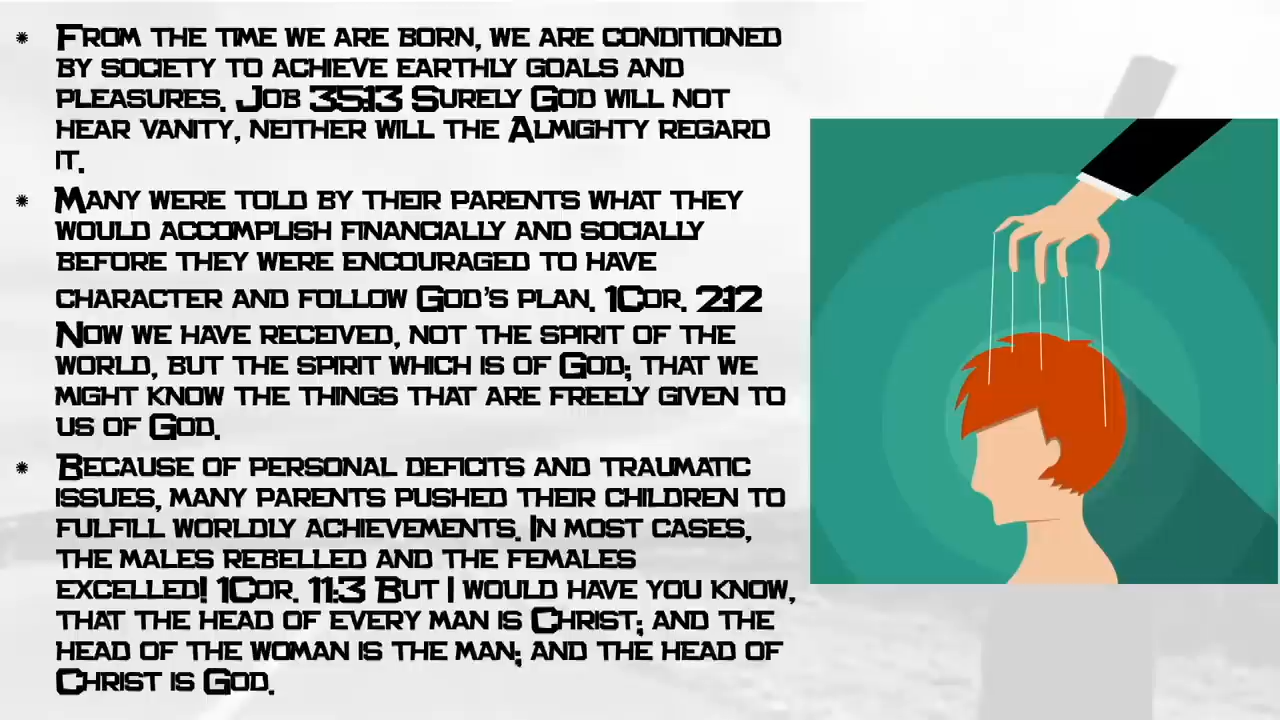 * From the time we are born, we are conditioned
by society to achieve earthly goals and
pleasures. Job 35:13 Surely God will not
hear vanity, neither will the Almighty regard
it.
* Many were told by their parents what they
would accomplish financially and socially
before they were encouraged to have
character and follow God's plan. 1Cor. 2:12
Now we have received, not the spirit of the
world, but the spirit which is of God; that we
might know the things that are freely given to
us of God.
* Because of personal deficits and traumatic
issues, many parents pushed their children to
fulfill worldly achievements. In most cases,
the males rebelled and the females
excelled! 1Cor. 11:3 But I would have you know,
that the head of every man is Christ; and the
head of the woman is the man; and the head of
Christ is God.